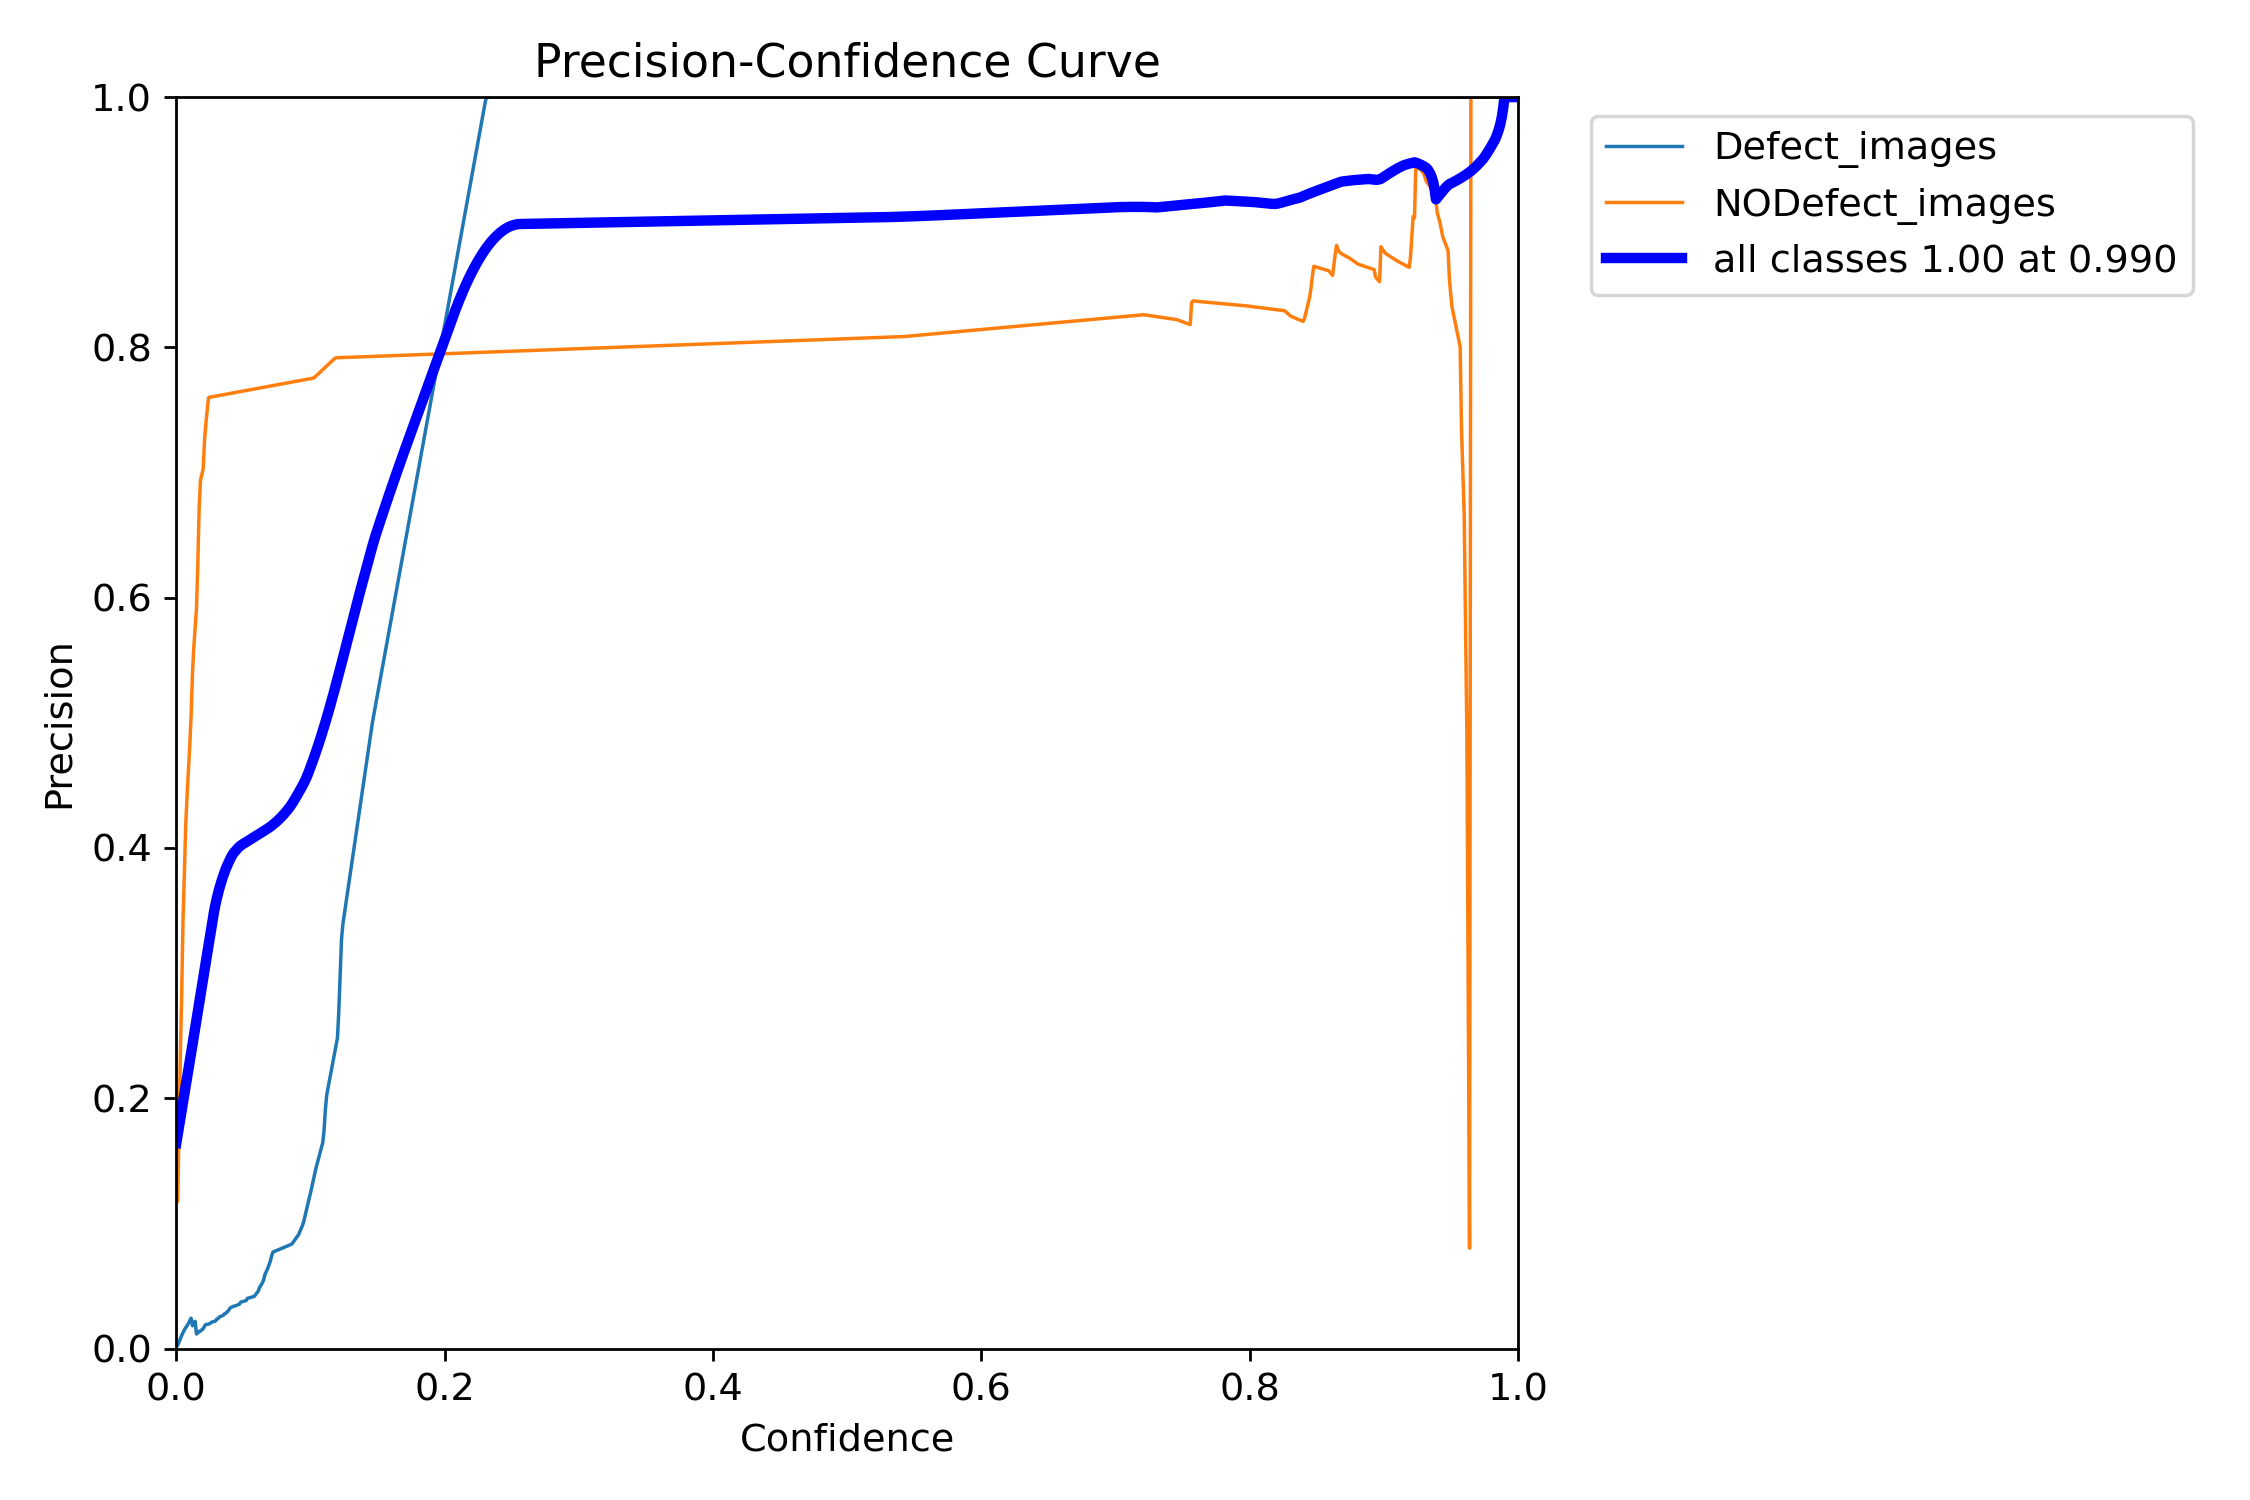 Precision-Confidence Curve
Defect_images
NODefect_images
all classes 1.00 at 0.990
Precision
1.0
0.8
0.6
0.4
0.2
0.0
0.0 0.2 0.4 0.6 0.8 1.0
Confidence